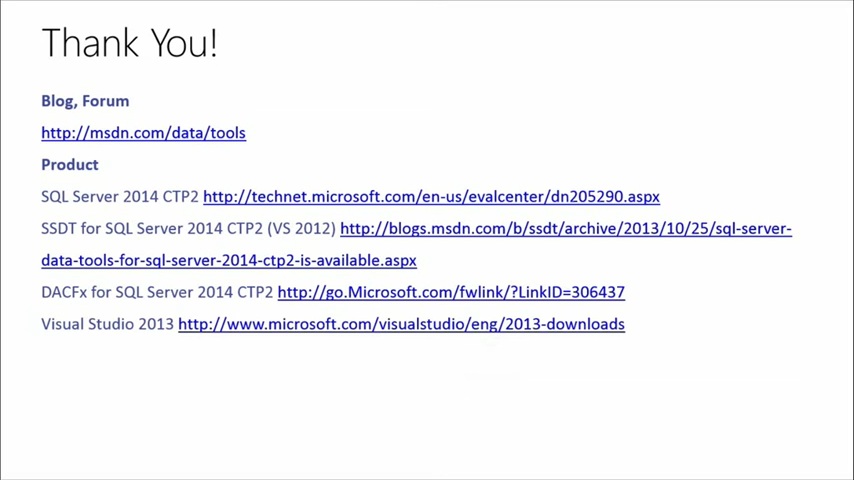 Thank You!
Blog, Forum
http://msdn.com/data/tools
Product
SQL Server 2014 CTP2 http://technet.microsoft.com/en-us/evalcenter/dn205290.aspx
SSDT for SQL Server 2014 CTP2 (VS 2012) http://blogs.msdn.com/b/ssdt/archive/2013/10/25/sql-server-
data-tools-for-sql-server-2014-ctp2-is-available.aspx
DACFx for SQL Server 2014 CTP2 http://go.Microsoft.com/fwlink/?LinkID=306437
Visual Studio 2013 http://www.microsoft.com/visualstudio/eng/2013-downloads